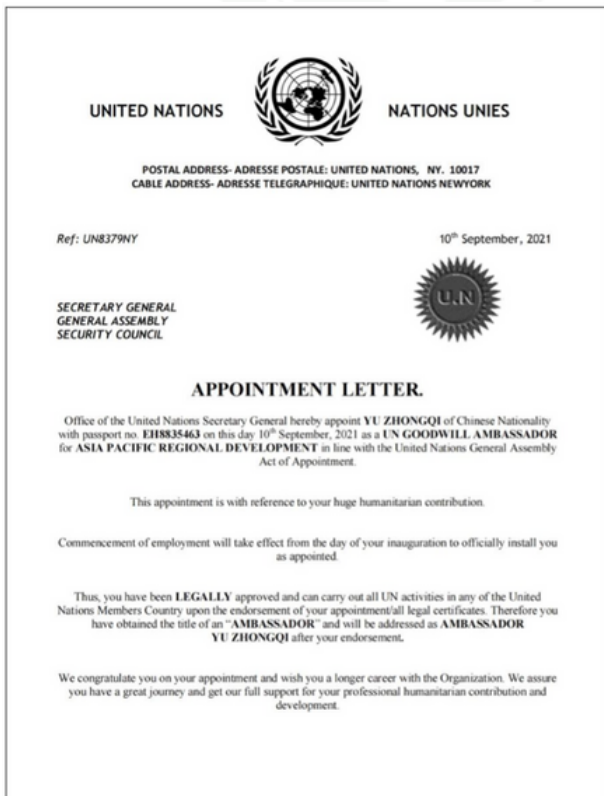 UNITED NATIONS NATIONS UNIES
POSTAL ADDRESS- ADRESSE POSTALE: UNITED NATIONS, NY. 10017
CABLE ADDRESS- ADRESSE TELEGRAPHIQUE: UNITED NATIONS NEWYORK
Ref: UN8379NY 10th September, 2021
U.N
SECRETARY GENERAL
GENERAL ASSEMBLY
SECURITY COUNCIL
APPOINTMENT LETTER.
Office of the United Nations Secretary General hereby appoint YU ZHONGQI of Chinese Nationality
with passport no. EH8835463 on this day 10th September, 2021 as a UN GOODWILL AMBASSADOR
for ASIA PACIFIC REGIONAL DEVELOPMENT in line with the United Nations General Assembly
Act of Appointment.
This appointment is with reference to your huge humanitarian contribution.
Commencement of employment will take effect from the day of your inauguration to officially install you
as appointed.
Thus, you have been LEGALLY approved and can carry out all UN activities in any of the United
Nations Members Country upon the endorsement of your appointment/all legal certificates. Therefore you
have obtained the title of an “AMBASSADOR” and will be addressed as AMBASSADOR
YU ZHONGQI after your endorsement.
We congratulate you on your appointment and wish you a longer career with the Organization. We assure
you have a great journey and get our full support for your professional humanitarian contribution and
development.